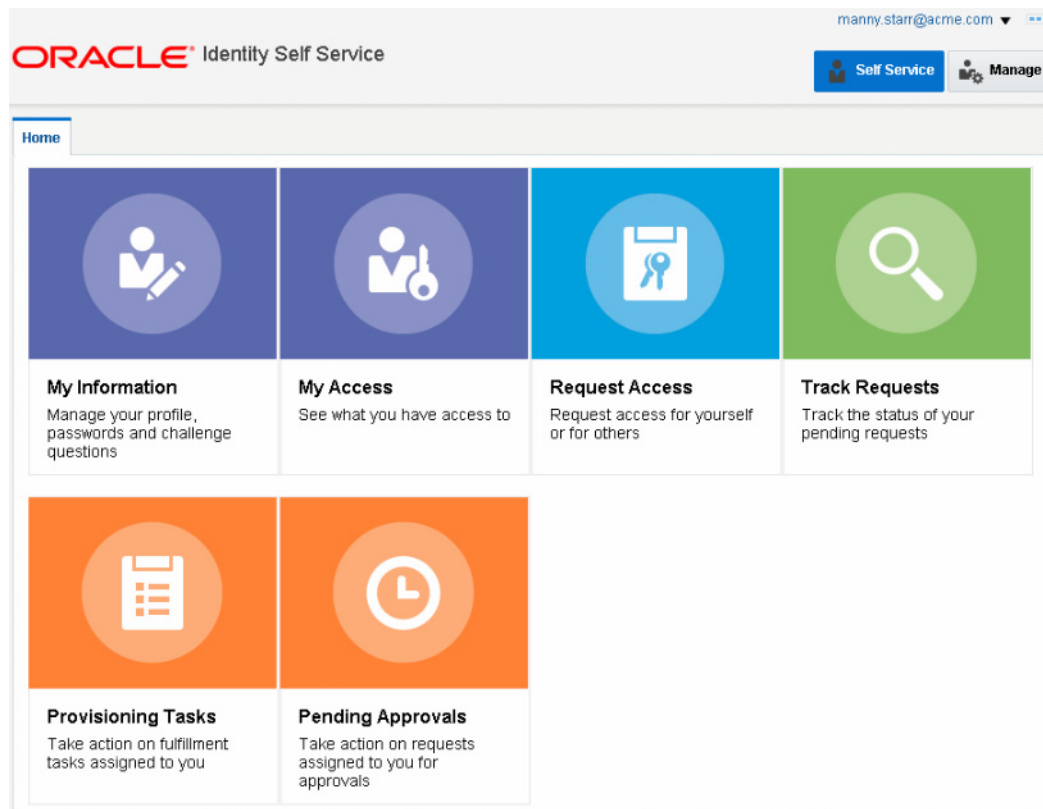 manny.starr@acme.com
ORACLE® Identity Self Service
Self Service
Manage
Home
My Information
Manage your profile,
passwords and challenge
questions
My Access
See what you have access to
Request Access
Request access for yourself
or for others
Track Requests
Track the status of your
pending requests
Provisioning Tasks
Take action on fulfillment
tasks assigned to you
Pending Approvals
Take action on requests
assigned to you for
approvals